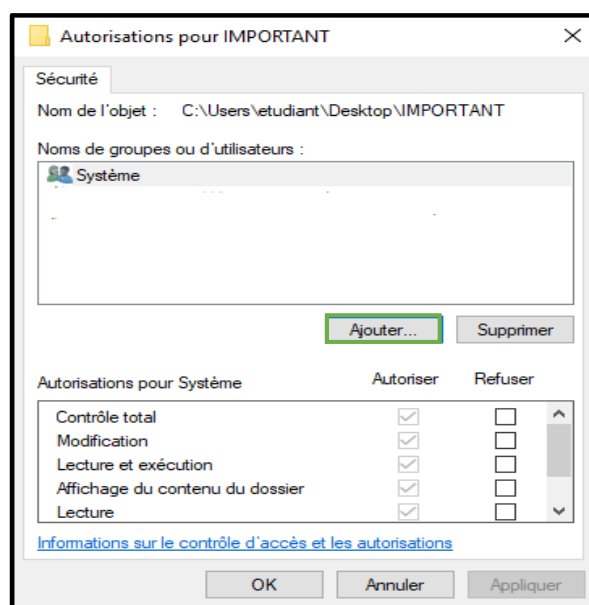 Autorisations pour IMPORTANT
Sécurité
Nom de l'objet : C:\Users\etudiant\Desktop\IMPORTANT
Noms de groupes ou d'utilisateurs :
Système
Ajouter... Supprimer
Autorisations pour Système Autoriser Refuser
Contrôle total
Modification
Lecture et exécution
Affichage du contenu du dossier
Lecture
Informations sur le contrôle d'accès et les autorisations
OK Annuler Appliquer